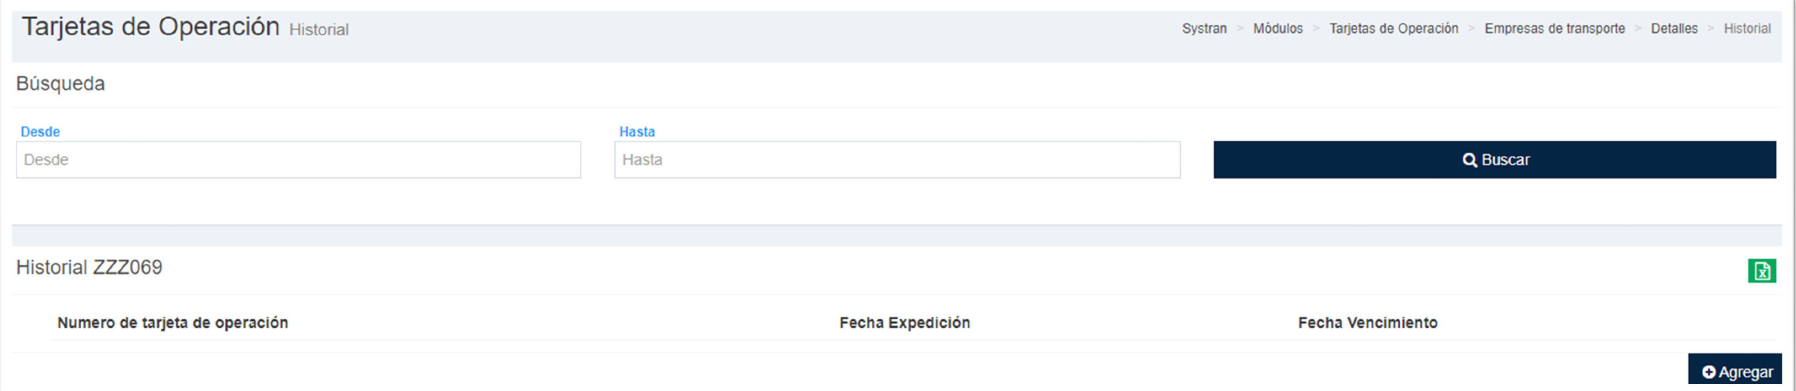 Tarjetas de Operación Historial
Systran > Módulos > Tarjetas de Operación > Empresas de transporte > Detalles > Historial
Búsqueda
Desde
Hasta
Desde
Hasta
Buscar
Historial ZZZ069
Numero de tarjeta de operación
Fecha Expedición
Fecha Vencimiento
Agregar